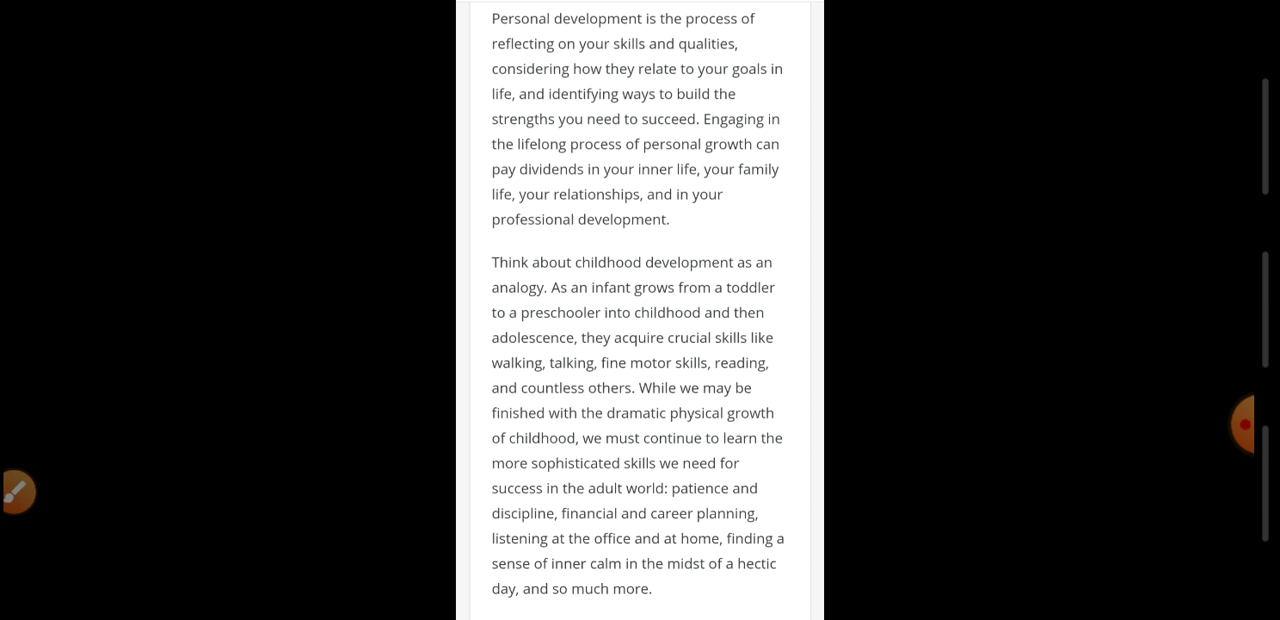 Personal development is the process of
reflecting on your skills and qualities,
considering how they relate to your goals in
life, and identifying ways to build the
strengths you need to succeed. Engaging in
the lifelong process of personal growth can
pay dividends in your inner life, your family
life, your relationships, and in your
professional development.
Think about childhood development as an
analogy. As an infant grows from a toddler
to a preschooler into childhood and then
adolescence, they acquire crucial skills like
walking, talking, fine motor skills, reading,
and countless others. While we may be
finished with the dramatic physical growth
of childhood, we must continue to learn the
more sophisticated skills we need for
success in the adult world: patience and
discipline, financial and career planning,
listening at the office and at home, finding a
sense of inner calm in the midst of a hectic
day, and so much more.